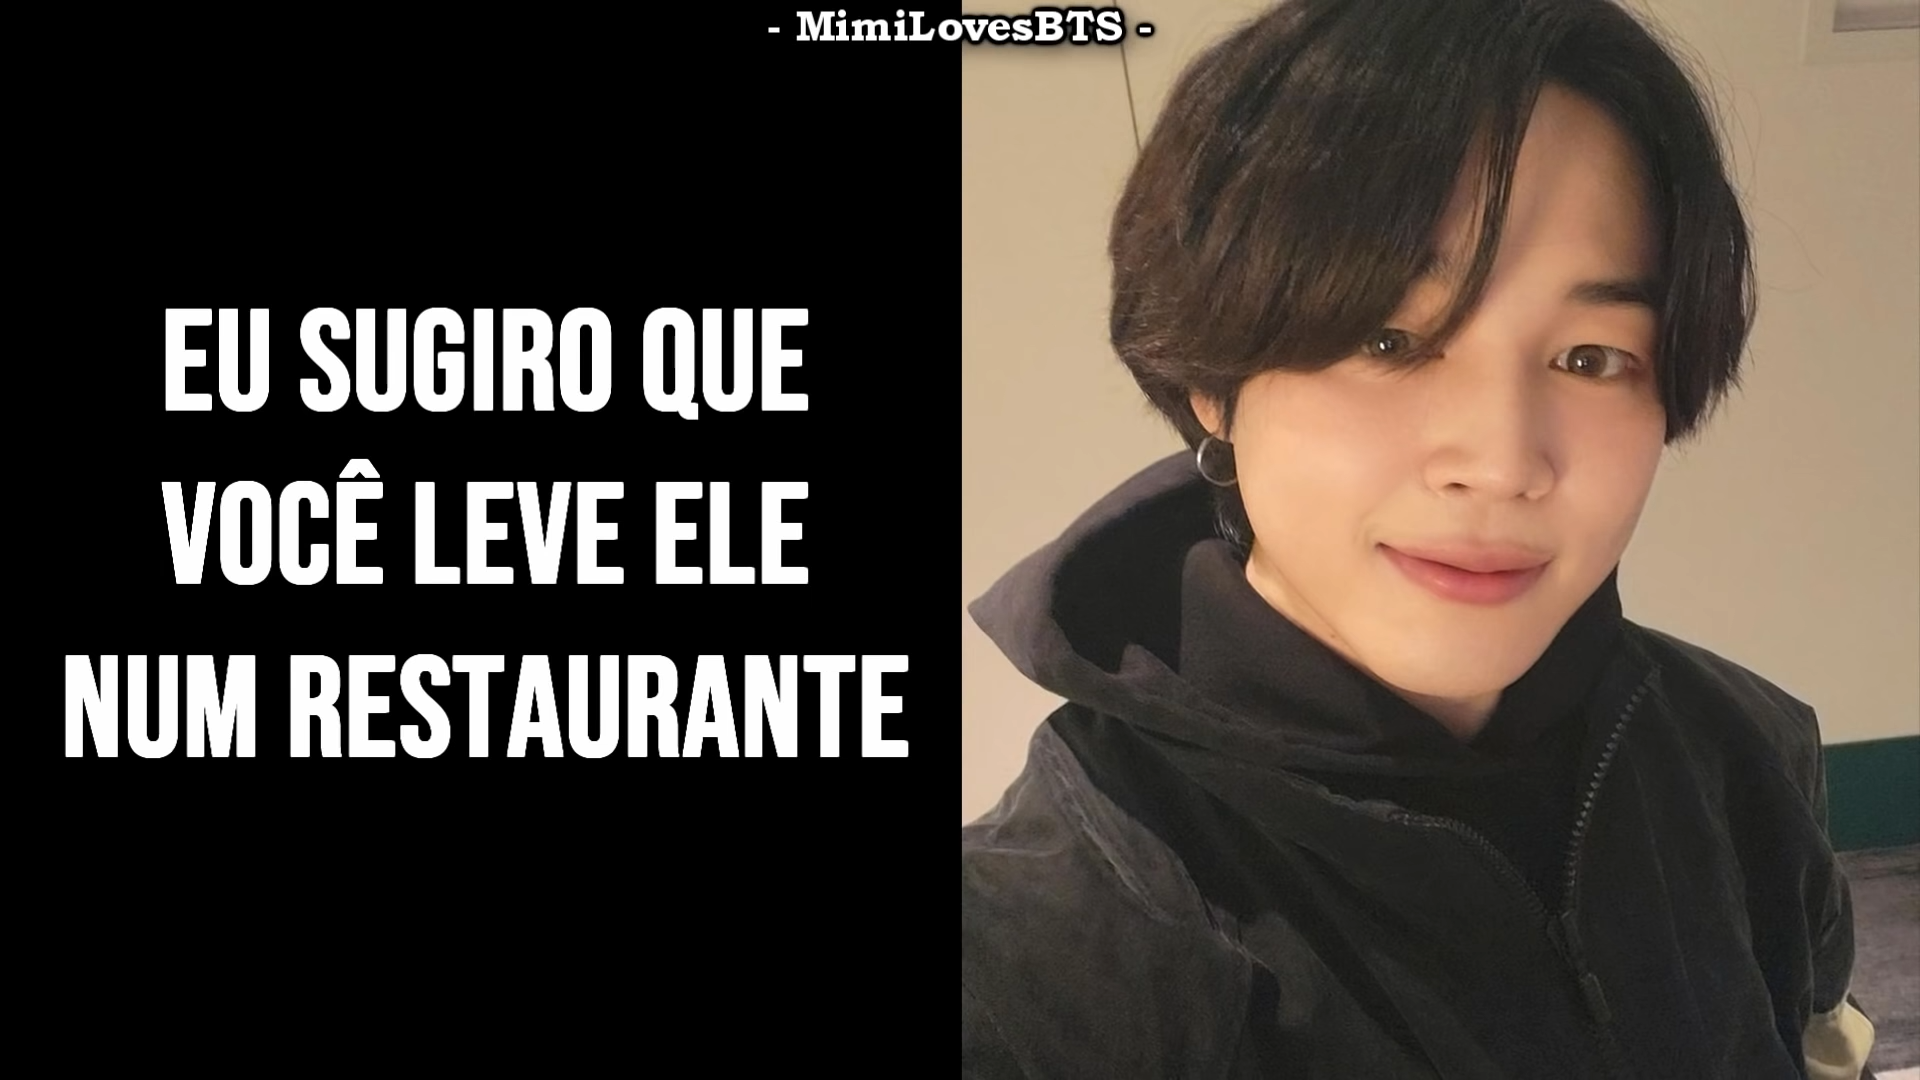 - MimiLovesBTS -
EU SUGIRO QUE
VOCÊ LEVE ELE
NUM RESTAURANTE